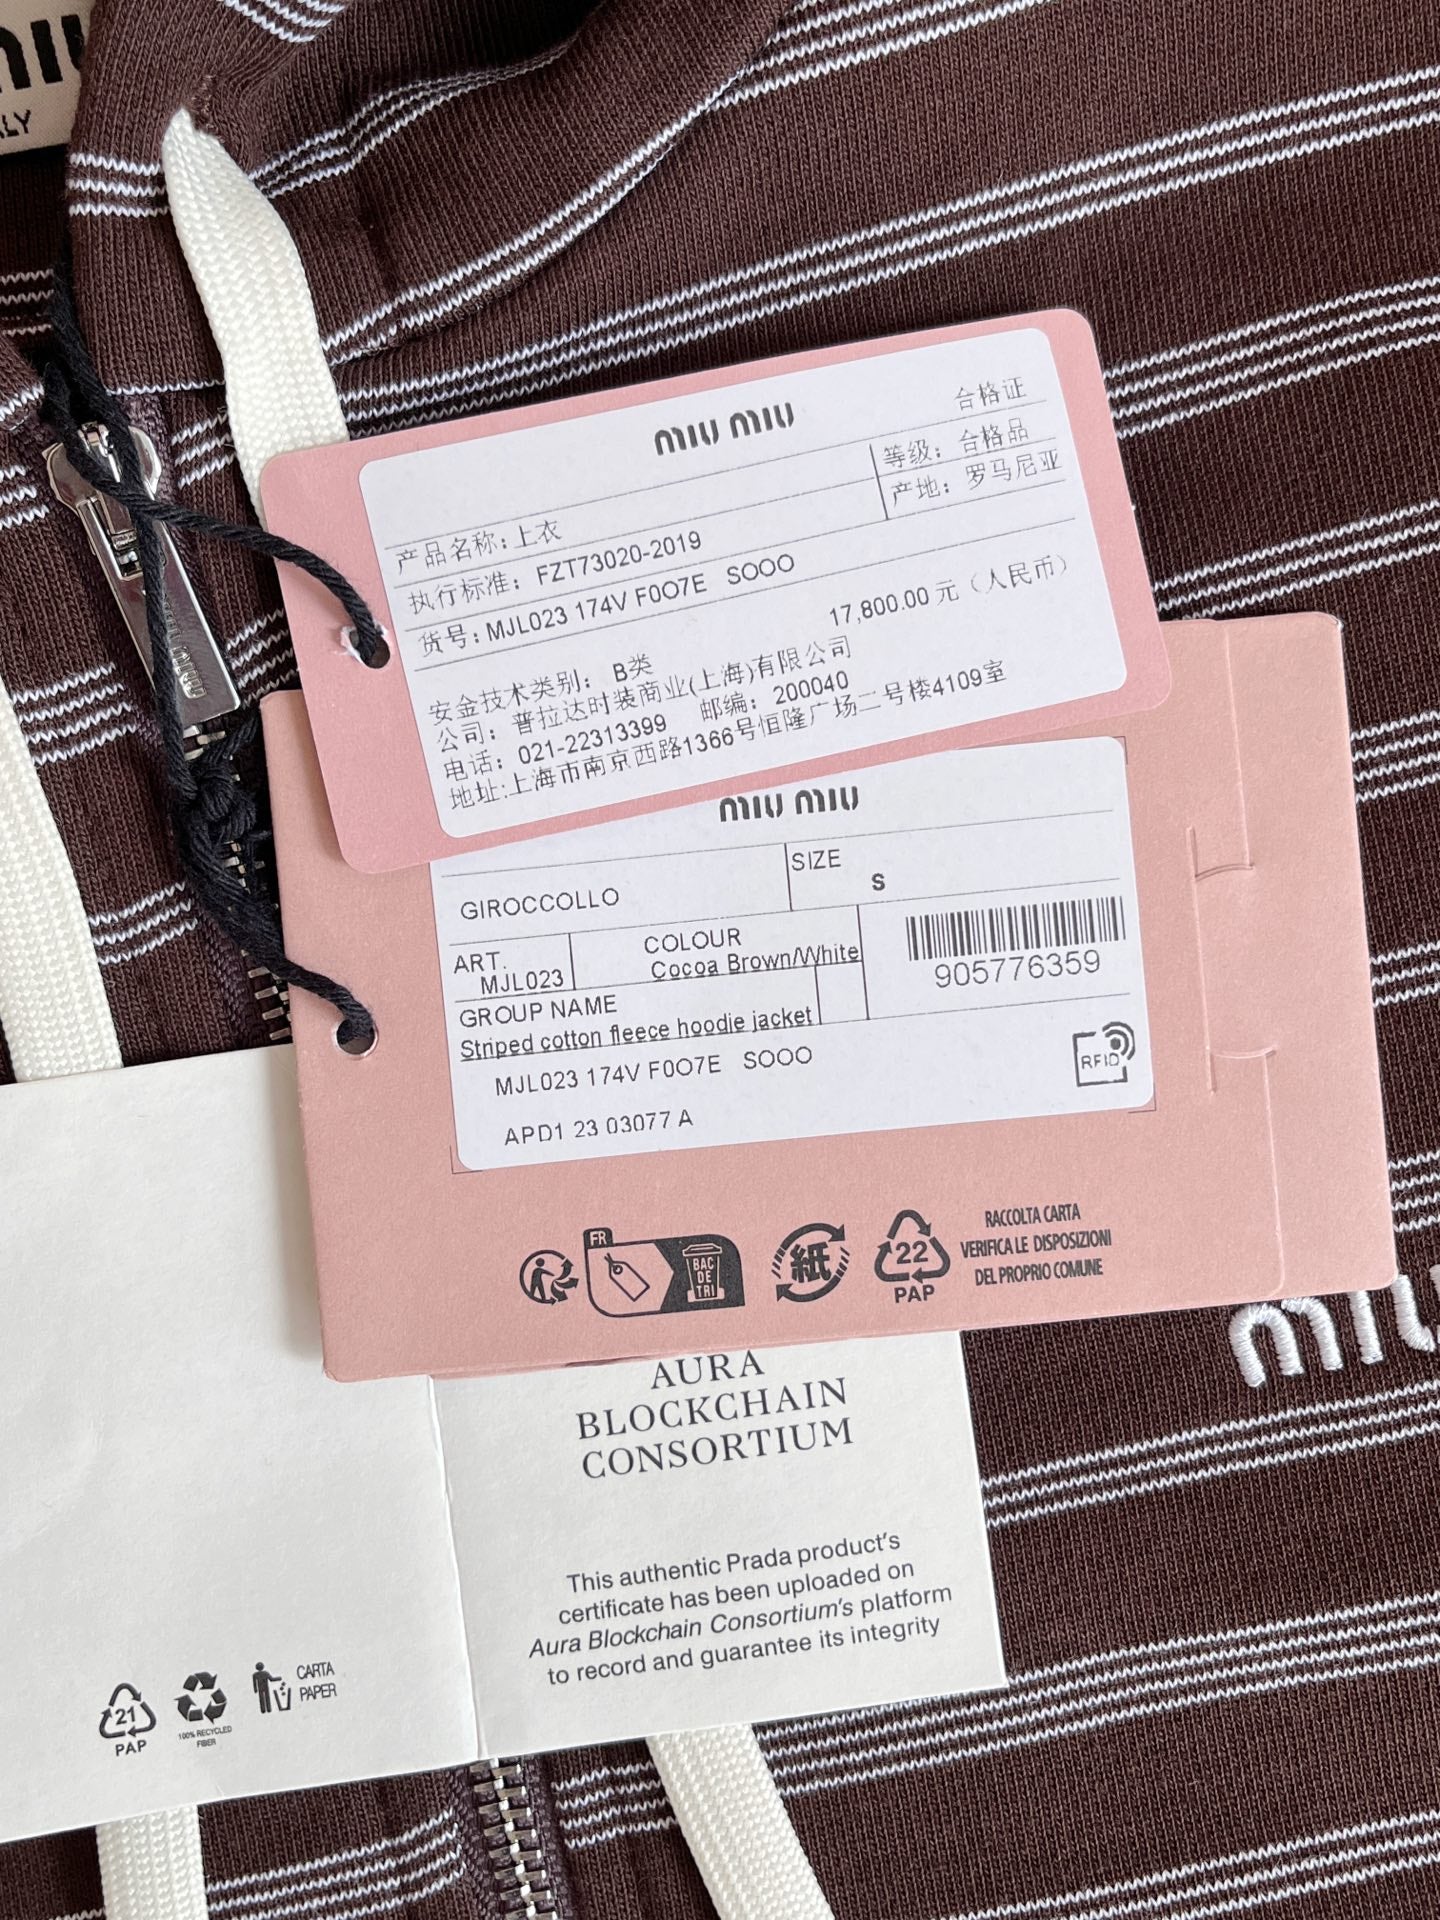 MIU
ALY
MIU MIU
合格证
等级：合格品
产地：罗马尼亚
产品名称：上衣
执行标准：FZT73020-2019
货号：MJL023 174V F0O7E SOOO
17,800.00 元（人民币）
安全技术类别：B类
公司：普拉达时装商业(上海)有限公司
电话：021-22313399 邮编：200040
地址:上海市南京西路1366号恒隆广场二号楼4109室
MIU MIU
GIROCCOLLO
SIZE
S
ART.
MJL023
COLOUR
Cocoa Brown/White
905776359
GROUP NAME
Striped cotton fleece hoodie jacket
MJL023 174V F0O7E SOOO
RFID
APD1 23 03077 A
FR
BAC
DE
TRI
紙
22
PAP
RACCOLTA CARTA
VERIFICA LE DISPOSIZIONI
DEL PROPRIO COMUNE
MIU
AURA
BLOCKCHAIN
CONSORTIUM
This authentic Prada product's
certificate has been uploaded on
Aura Blockchain Consortium's platform
to record and guarantee its integrity
21
PAP
100% RECYCLED
FIBER
CARTA
PAPER